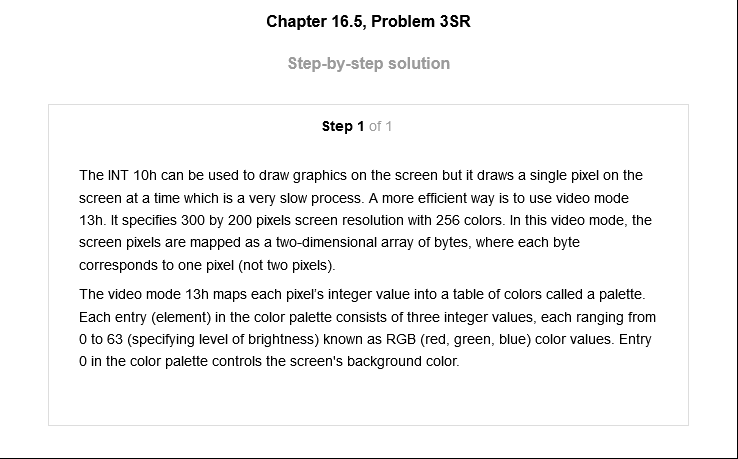 Chapter 16.5, Problem 3SR
Step-by-step solution
Step 1 of 1
The INT 10h can be used to draw graphics on the screen but it draws a single pixel on the
screen at a time which is a very slow process. A more efficient way is to use video mode
13h. It specifies 300 by 200 pixels screen resolution with 256 colors. In this video mode, the
screen pixels are mapped as a two-dimensional array of bytes, where each byte
corresponds to one pixel (not two pixels).
The video mode 13h maps each pixel's integer value into a table of colors called a palette.
Each entry (element) in the color palette consists of three integer values, each ranging from
0 to 63 (specifying level of brightness) known as RGB (red, green, blue) color values. Entry
0 in the color palette controls the screen's background color.